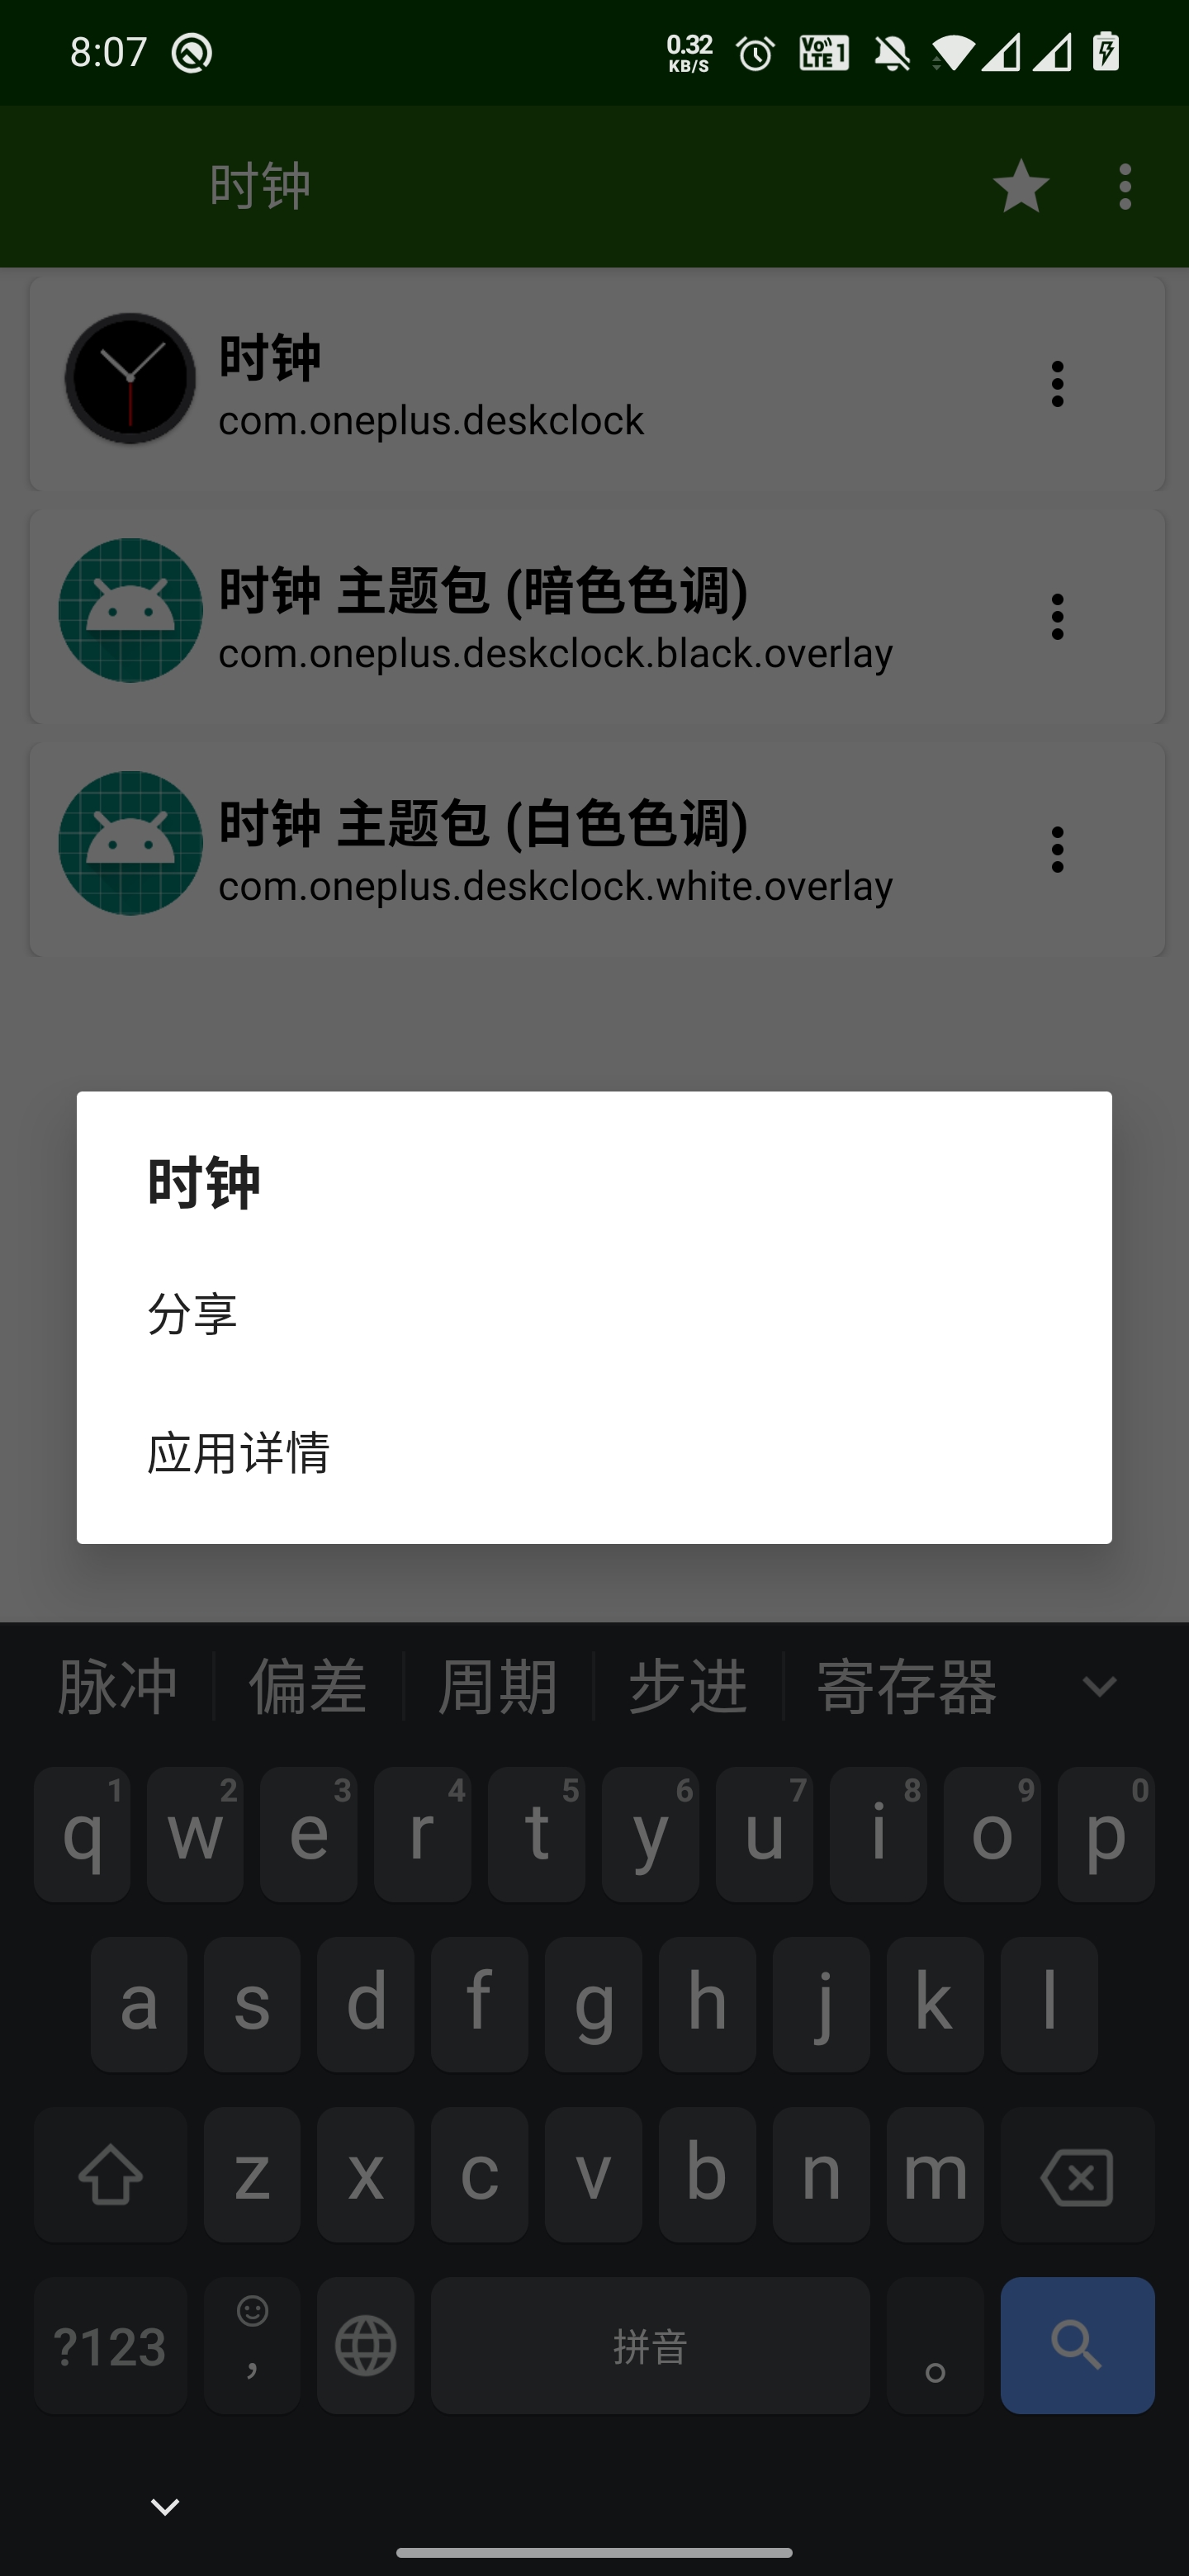 8:07
0.32
KB/S
Vo LTE 1
时钟
时钟
com.oneplus.deskclock
时钟 主题包 (暗色色调)
com.oneplus.deskclock.black.overlay
时钟 主题包 (白色色调)
com.oneplus.deskclock.white.overlay
时钟
分享
应用详情
脉冲 偏差 周期 步进 寄存器
1 2 3 4 5 6 7 8 9 0
q w e r t y u i o p
a s d f g h j k l
z x c v b n m
?123 , 拼音 。